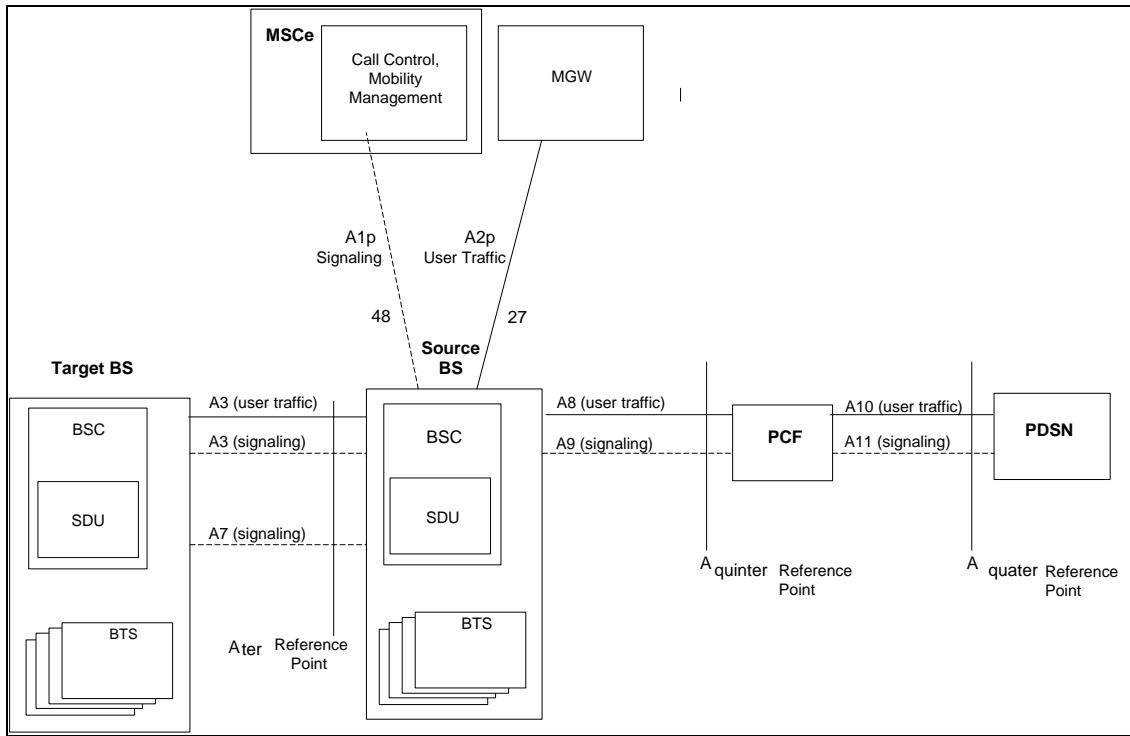 MSCe
Call Control,
Mobility
Management
MGW
A1p
Signaling
A2p
User Traffic
48
27
Target BS
Source
BS
A3 (user traffic)
A3 (signaling)
A7 (signaling)
BSC
SDU
BTS
BSC
SDU
BTS
A8 (user traffic)
A9 (signaling)
PCF
A10 (user traffic)
A11 (signaling)
PDSN
A ter Reference
Point
A quinter Reference
Point
A quater Reference
Point